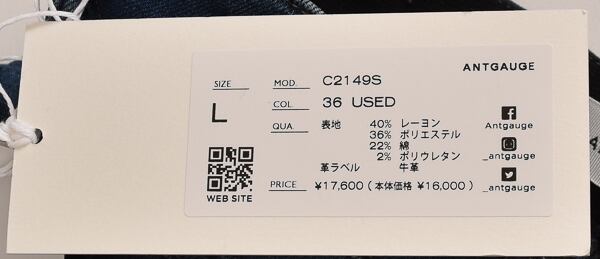 ANTGAUGE
SIZE
L
MOD. C2149S
COL. 36 USED
QUA. 表地 40% レーヨン
36% ポリエステル
22% 綿
2% ポリウレタン
革ラベル 牛革
PRICE ¥17,600(本体価格 ¥16,000)
WEB SITE
Antgauge
_antgauge
_antgauge